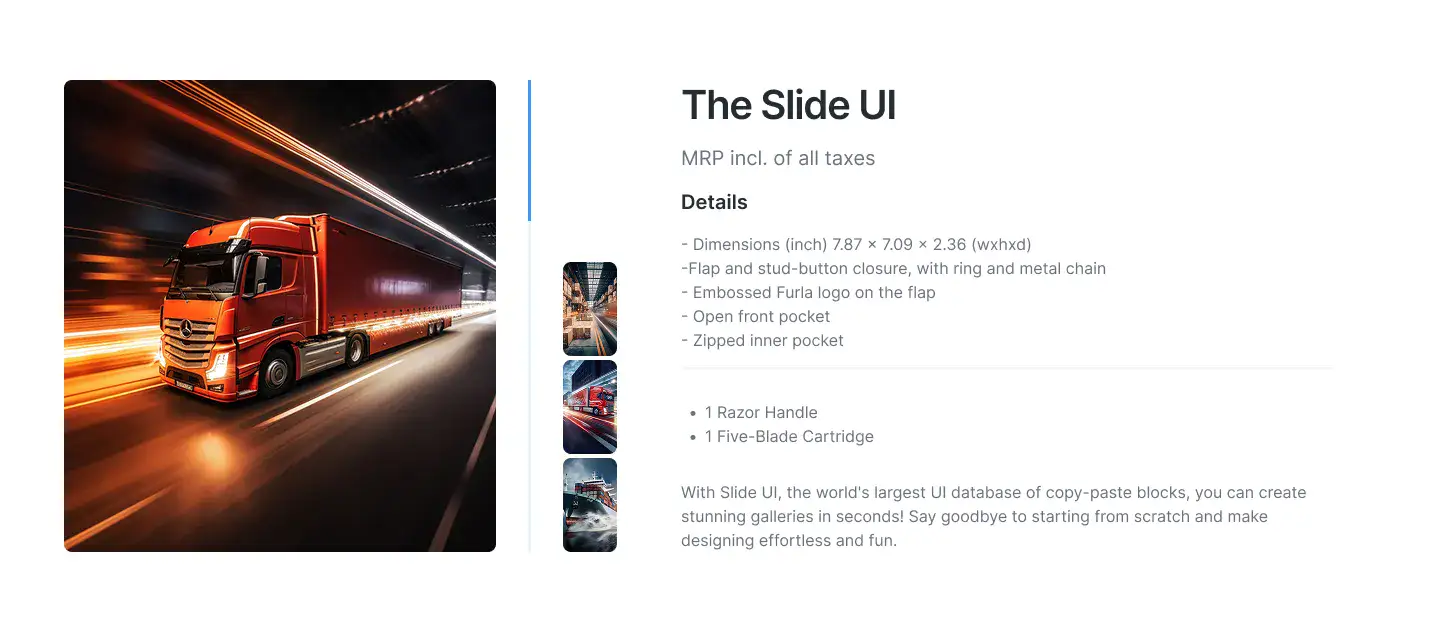 The Slide UI
MRP incl. of all taxes
Details
- Dimensions (inch) 7.87 x 7.09 x 2.36 (wxhxd)
-Flap and stud-button closure, with ring and metal chain
- Embossed Furla logo on the flap
- Open front pocket
- Zipped inner pocket
• 1 Razor Handle
• 1 Five-Blade Cartridge
With Slide UI, the world's largest UI database of copy-paste blocks, you can create
stunning galleries in seconds! Say goodbye to starting from scratch and make
designing effortless and fun.